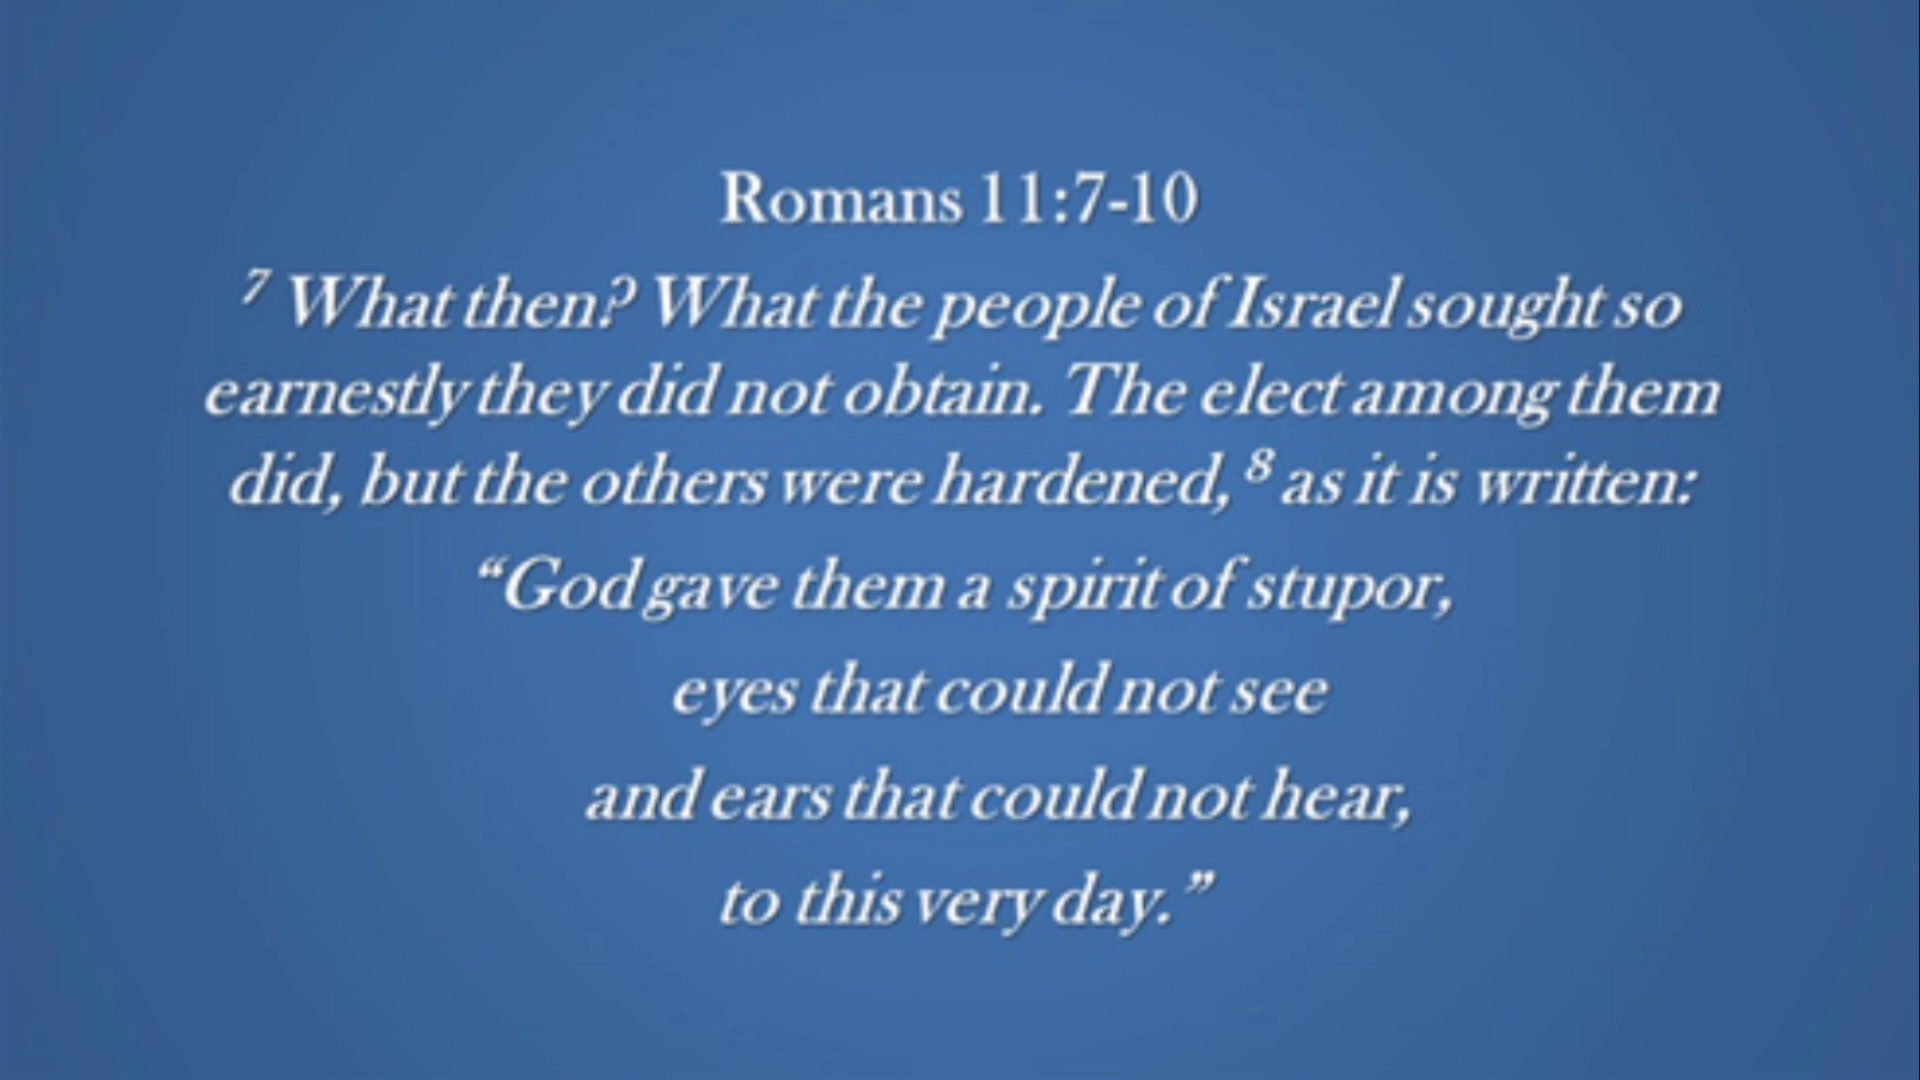 Romans 11:7-10
⁷ What then? What the people of Israel sought so
earnestly they did not obtain. The elect among them
did, but the others were hardened, ⁸ as it is written:
“God gave them a spirit of stupor,
eyes that could not see
and ears that could not hear,
to this very day.”